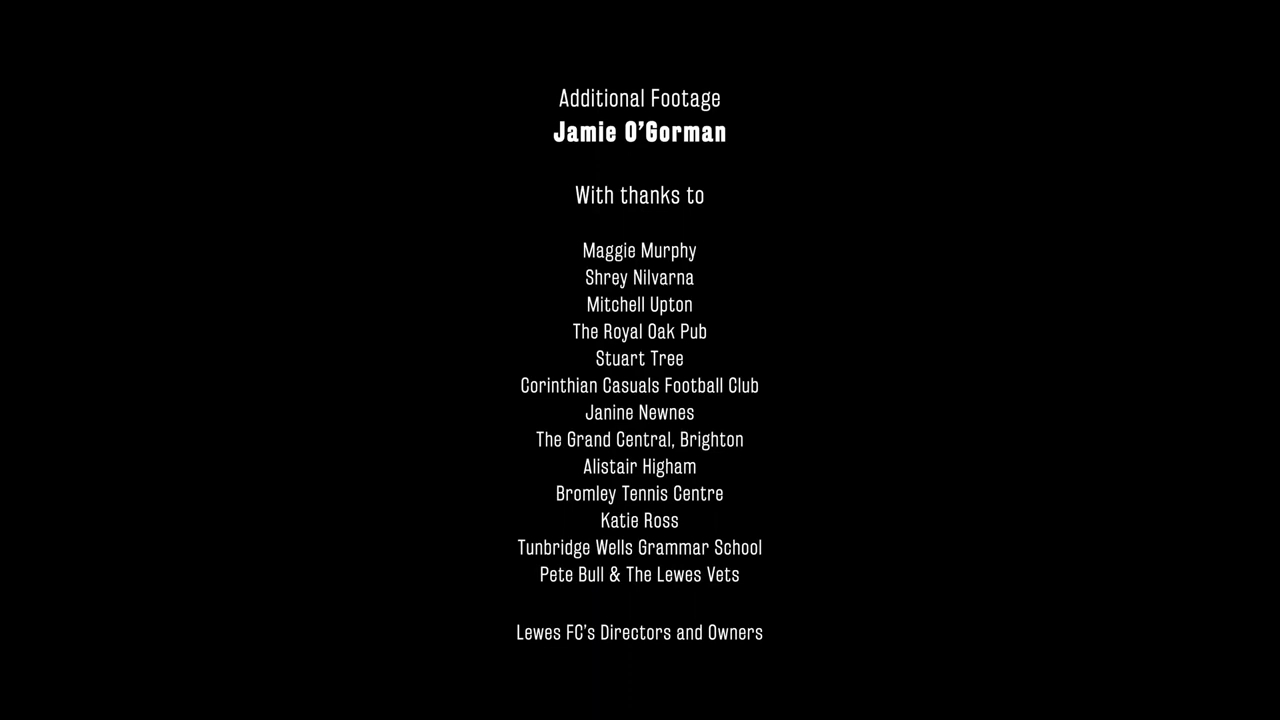 Additional Footage
Jamie O'Gorman
With thanks to
Maggie Murphy
Shrey Nilvarna
Mitchell Upton
The Royal Oak Pub
Stuart Tree
Corinthian Casuals Football Club
Janine Newnes
The Grand Central, Brighton
Alistair Higham
Bromley Tennis Centre
Katie Ross
Tunbridge Wells Grammar School
Pete Bull & The Lewes Vets
Lewes FC's Directors and Owners